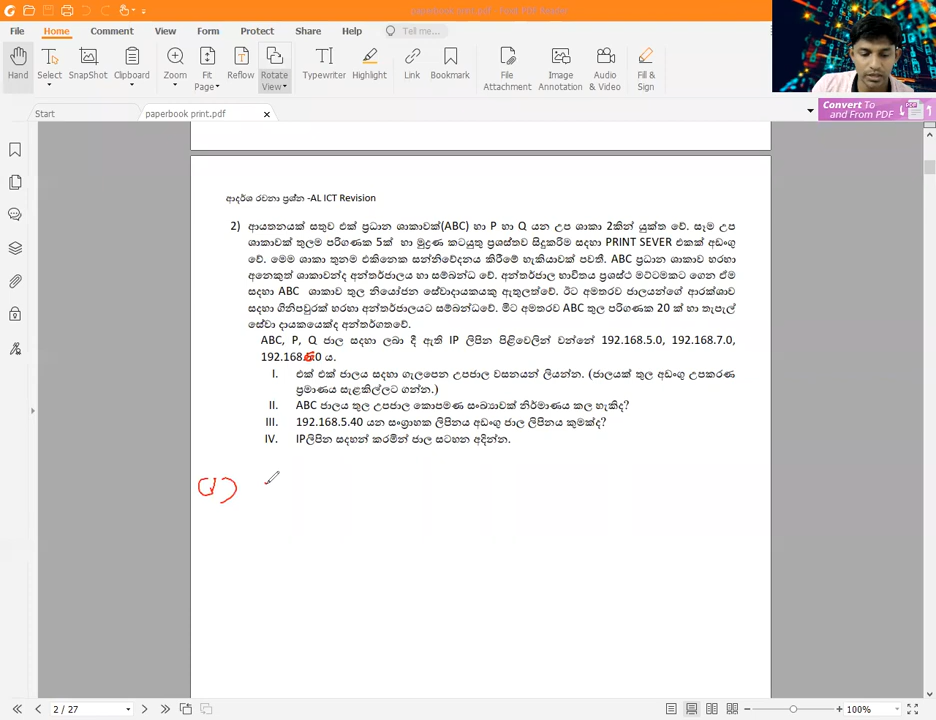 paperbook print.pdf - Foxit PDF Reader
File Home Comment View Form Protect Share Help Tell me...
Hand Select SnapShot Clipboard Zoom Fit Page Reflow Rotate View Typewriter Highlight Link Bookmark File Attachment Image Annotation Audio & Video Fill & Sign
Start paperbook print.pdf
Convert To and From PDF
ආදර්ශ රචනා ප්‍රශ්න -AL ICT Revision
2) ආයතනයක් සතුව එක් ප්‍රධාන ශාකාවක්(ABC) හා P හා Q යන උප ශාකා 2කින් යුක්ත වේ. සෑම උප
ශාකාවක් තුලම පරිගණක 5ක් හා මුද්‍රණ කටයුතු ප්‍රශස්තව සිදුකරිම සඳහා PRINT SEVER එකක් අඩංගු
වේ. මෙම ශාකා තුනම එකිනෙක සන්නිවේදනය කිරීමේ හැකියාවක් පවතී. ABC ප්‍රධාන ශාකාව හරහා
අනෙකුත් ශාකාවන්ද අන්තර්ජාලය හා සම්බන්ධ වේ. අන්තර්ජාල භාවිතය ප්‍රශස්ථ මට්ටමකට ගෙන ඒම
සඳහා ABC ශාකාව තුල නියෝජන සේවාදායකයකු ඇතුලත්වේ. ඊට අමතරව ජාලයන්ගේ ආරක්ශාව
සඳහා ගිනිපවුරක් හරහා අන්තර්ජාලයට සම්බන්ධවේ. මීට අමතරව ABC තුල පරිගණක 20 ක් හා තැපැල්
සේවා දායකයෙක්ද අන්තර්ගතවේ.
ABC, P, Q ජාල සඳහා ලබා දී ඇති IP ලිපින පිළිවෙලින් වන්නේ 192.168.5.0, 192.168.7.0,
192.168.6.0 ය.
I. එක් එක් ජාලය සඳහා ගැලපෙන උපජාල වසනයන් ලියන්න. (ජාලයක් තුල අඩංගු උපකරණ
ප්‍රමාණය සැළකිල්ලට ගන්න.)
II. ABC ජාලය තුල උපජාල කොපමණ සංඛ්‍යාවක් නිර්මාණය කල හැකිද?
III. 192.168.5.40 යන සංග්‍රාහක ලිපිනය අඩංගු ජාල ලිපිනය කුමක්ද?
IV. IPලිපින සඳහන් කරමින් ජාල සටහන අදින්න.
2 / 27 100%